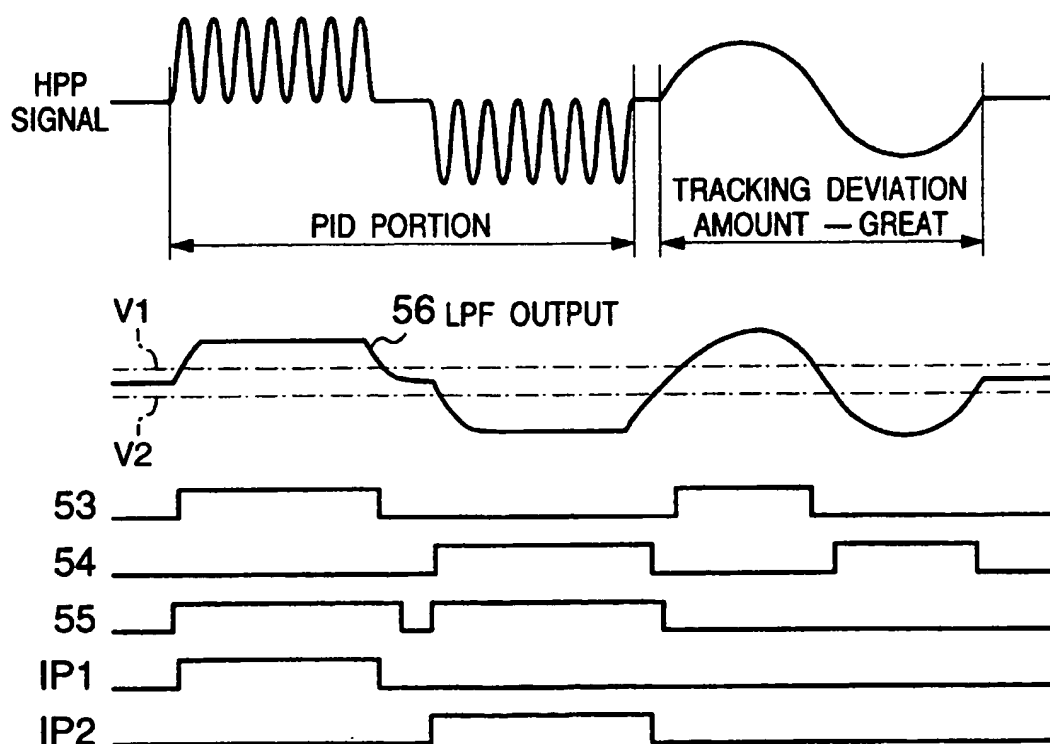 HPP
SIGNAL
PID PORTION
TRACKING DEVIATION
AMOUNT — GREAT
V1
56 LPF OUTPUT
V2
53
54
55
IP1
IP2